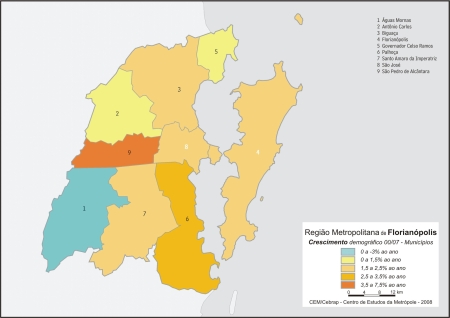 1 Águas Mornas
2 Antônio Carlos
3 Biguaçu
4 Florianópolis
5 Governador Celso Ramos
6 Palhoça
7 Santo Amaro da Imperatriz
8 São José
9 São Pedro de Alcântara
5
3
2
8
4
9
1
7
6
Região Metropolitana de Florianópolis
Crescimento demográfico 00/07 - Municípios
0 a -3% ao ano
0 a 1,5% ao ano
1,5 a 2,5% ao ano
2,5 a 3,5% ao ano
3,5 a 7,5% ao ano
0 4 8 12 km
CEM/Cebrap - Centro de Estudos da Metrópole - 2008